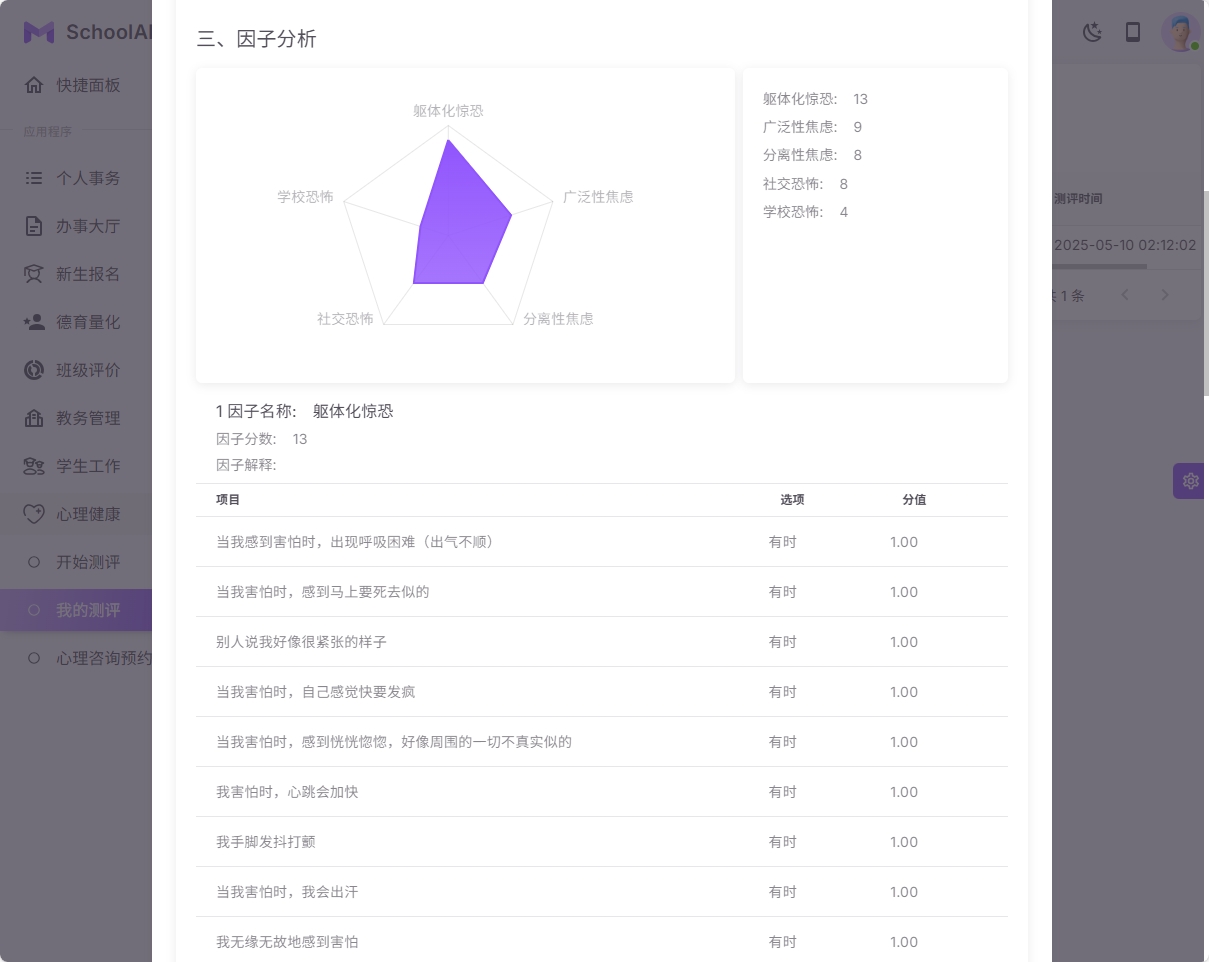 SchoolAI
快捷面板
应用程序
个人事务
办事大厅
新生报名
德育量化
班级评价
教务管理
学生工作
心理健康
开始测评
我的测评
心理咨询预约
三、因子分析
躯体化惊恐
学校恐怖
广泛性焦虑
社交恐怖
分离性焦虑
躯体化惊恐: 13
广泛性焦虑: 9
分离性焦虑: 8
社交恐怖: 8
学校恐怖: 4
1 因子名称: 躯体化惊恐
因子分数: 13
因子解释:
项目 选项 分值
当我感到害怕时，出现呼吸困难（出气不顺） 有时 1.00
当我害怕时，感到马上要死去似的 有时 1.00
别人说我好像很紧张的样子 有时 1.00
当我害怕时，自己感觉快要发疯 有时 1.00
当我害怕时，感到恍恍惚惚，好像周围的一切不真实似的 有时 1.00
我害怕时，心跳会加快 有时 1.00
我手脚发抖打颤 有时 1.00
当我害怕时，我会出汗 有时 1.00
我无缘无故地感到害怕 有时 1.00
测评时间
2025-05-10 02:12:02
1 条